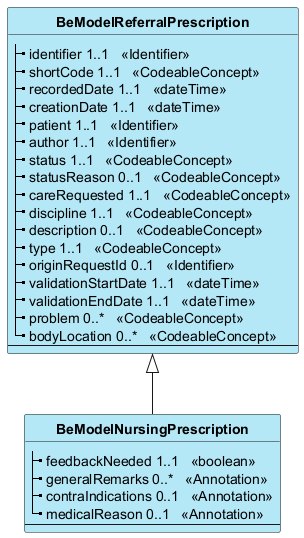 BeModelReferralPrescription
identifier 1..1 «Identifier»
shortCode 1..1 «CodeableConcept»
recordedDate 1..1 «dateTime»
creationDate 1..1 «dateTime»
patient 1..1 «Identifier»
author 1..1 «Identifier»
status 1..1 «CodeableConcept»
statusReason 0..1 «CodeableConcept»
careRequested 1..1 «CodeableConcept»
discipline 1..1 «CodeableConcept»
description 0..1 «CodeableConcept»
type 1..1 «CodeableConcept»
originRequestId 0..1 «Identifier»
validationStartDate 1..1 «dateTime»
validationEndDate 1..1 «dateTime»
problem 0..* «CodeableConcept»
bodyLocation 0..* «CodeableConcept»
BeModelNursingPrescription
feedbackNeeded 1..1 «boolean»
generalRemarks 0..* «Annotation»
contraIndications 0..1 «Annotation»
medicalReason 0..1 «Annotation»